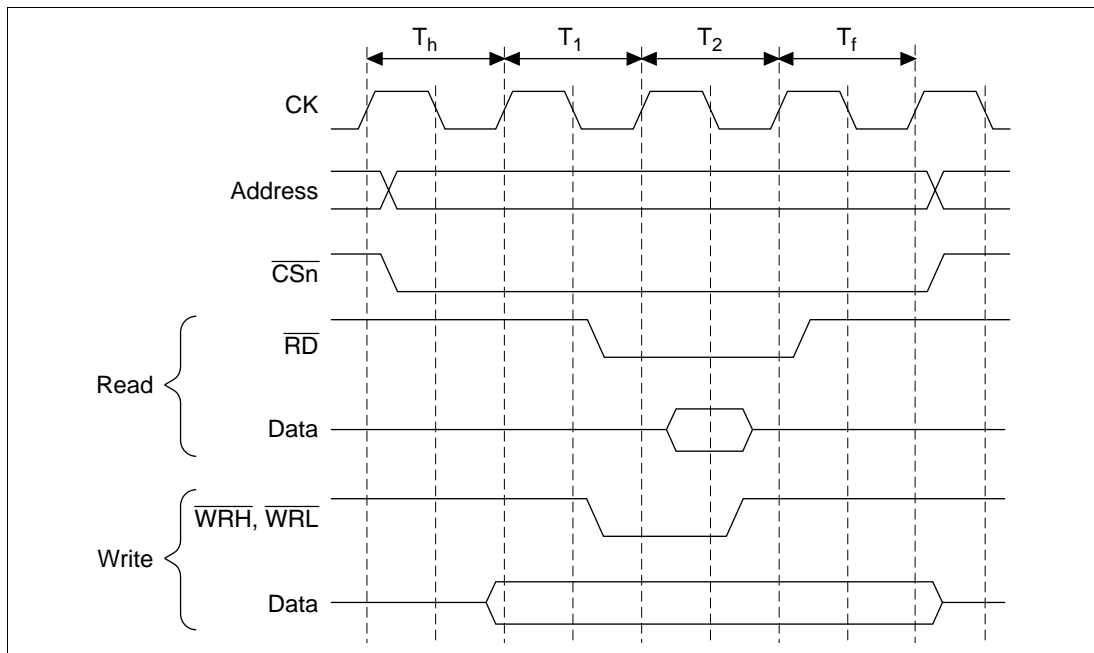 Th T1 T2 Tf
CK
Address
CSn
RD
Read
Data
WRH, WRL
Write
Data